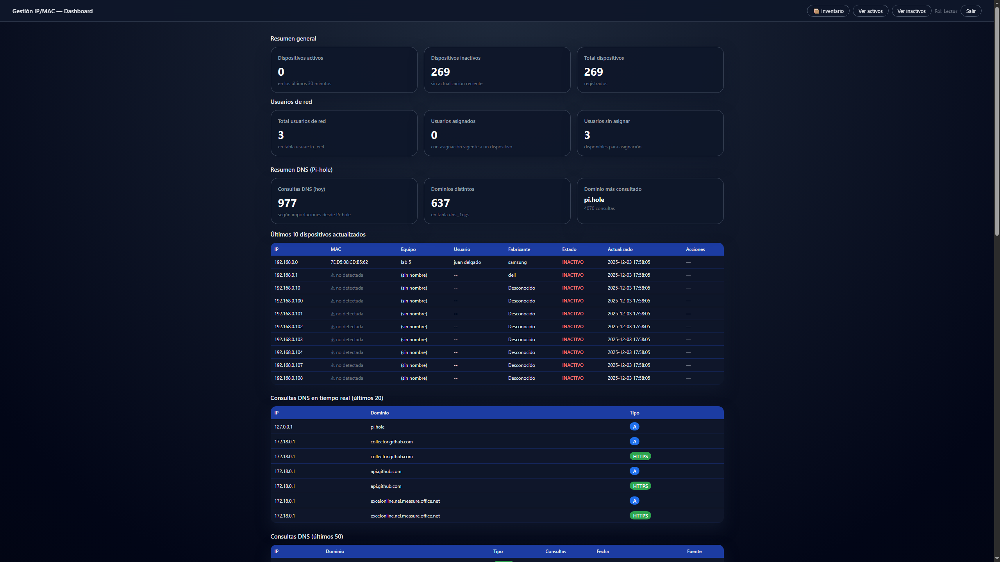 Gestión IP/MAC — Dashboard
Inventario Ver activos Ver inactivos Rol: Lector Salir
Resumen general
Dispositivos activos
0
en los últimos 30 minutos
Dispositivos inactivos
269
sin actualización reciente
Total dispositivos
269
registrados
Usuarios de red
Total usuarios de red
3
en tabla usuario_red
Usuarios asignados
0
con asignación vigente a un dispositivo
Usuarios sin asignar
3
disponibles para asignación
Resumen DNS (Pi-hole)
Consultas DNS (hoy)
977
según importaciones desde Pi-hole
Dominios distintos
637
en tabla dns_logs
Dominio más consultado
pi.hole
4070 consultas
Últimos 10 dispositivos actualizados
IP MAC Equipo Usuario Fabricante Estado Actualizado Acciones
192.168.0.0 7E:D5:08:CD:B5:62 lab 5 juan delgado samsung INACTIVO 2025-12-03 17:58:05 —
192.168.0.1 ⚠ no detectada (sin nombre) -- dell INACTIVO 2025-12-03 17:58:05 —
192.168.0.10 ⚠ no detectada (sin nombre) -- Desconocido INACTIVO 2025-12-03 17:58:05 —
192.168.0.100 ⚠ no detectada (sin nombre) -- Desconocido INACTIVO 2025-12-03 17:58:05 —
192.168.0.101 ⚠ no detectada (sin nombre) -- Desconocido INACTIVO 2025-12-03 17:58:05 —
192.168.0.102 ⚠ no detectada (sin nombre) -- Desconocido INACTIVO 2025-12-03 17:58:05 —
192.168.0.103 ⚠ no detectada (sin nombre) -- Desconocido INACTIVO 2025-12-03 17:58:05 —
192.168.0.104 ⚠ no detectada (sin nombre) -- Desconocido INACTIVO 2025-12-03 17:58:05 —
192.168.0.107 ⚠ no detectada (sin nombre) -- Desconocido INACTIVO 2025-12-03 17:58:05 —
192.168.0.108 ⚠ no detectada (sin nombre) -- Desconocido INACTIVO 2025-12-03 17:58:05 —
Consultas DNS en tiempo real (últimos 20)
IP Dominio Tipo
127.0.0.1 pi.hole A
172.18.0.1 collector.github.com A
172.18.0.1 collector.github.com HTTPS
172.18.0.1 api.github.com A
172.18.0.1 api.github.com HTTPS
172.18.0.1 excelonline.nel.measure.office.net A
172.18.0.1 excelonline.nel.measure.office.net HTTPS
Consultas DNS (últimos 50)
IP Dominio Tipo Consultas Fecha Fuente